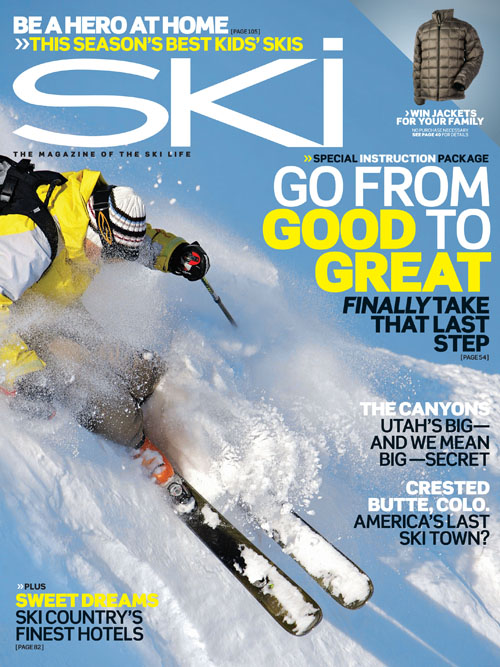 BE A HERO AT HOME [PAGE 105]
»THIS SEASON'S BEST KIDS' SKIS
SKi
THE MAGAZINE OF THE SKI LIFE
›WIN JACKETS
FOR YOUR FAMILY
NO PURCHASE NECESSARY
SEE PAGE 40 FOR DETAILS
»SPECIAL INSTRUCTION PACKAGE
GO FROM
GOOD TO
GREAT
FINALLY TAKE
THAT LAST
STEP
[PAGE 54]
THE CANYONS
UTAH'S BIG—
AND WE MEAN
BIG—SECRET
CRESTED
BUTTE, COLO.
AMERICA'S LAST
SKI TOWN?
»PLUS
SWEET DREAMS
SKI COUNTRY'S
FINEST HOTELS
[PAGE 82]